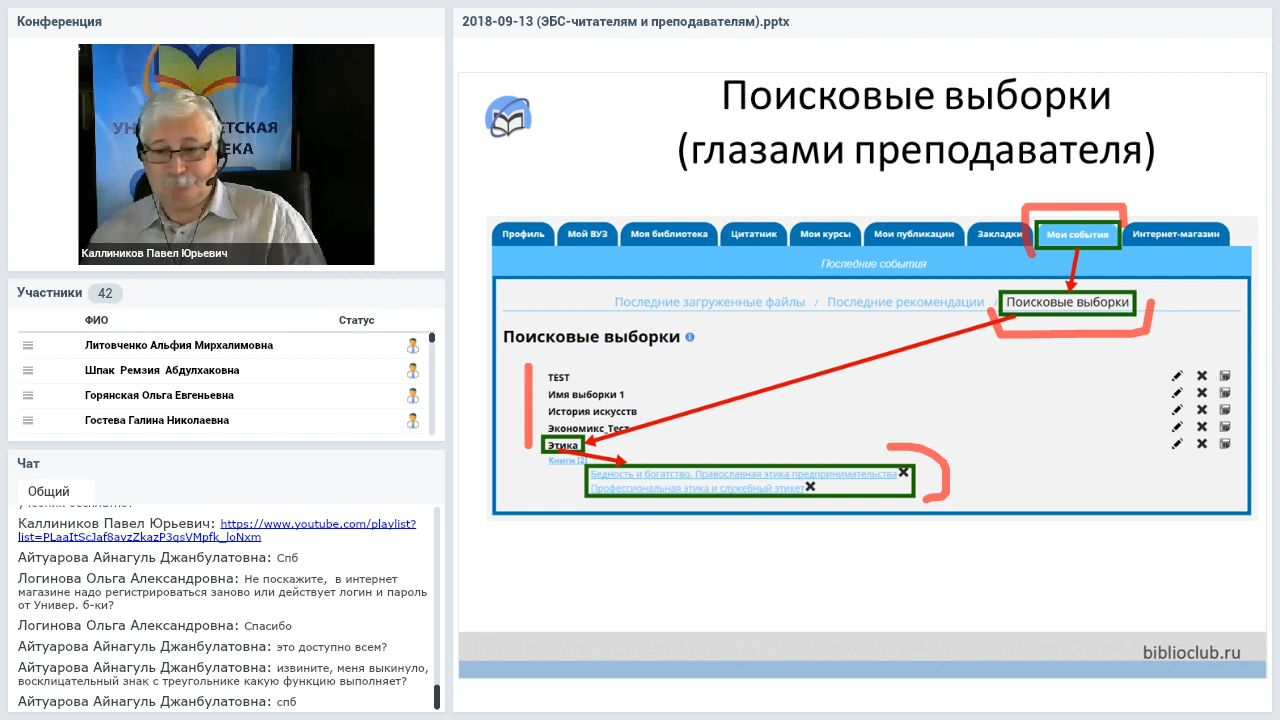 Конференция
Каллиников Павел Юрьевич
Участники 42
ФИО Статус
Литовченко Альфия Мирхалимовна
Шпак Ремзия Абдулхаковна
Горянская Ольга Евгеньевна
Гостева Галина Николаевна
Чат
Общий
Каллиников Павел Юрьевич: https://www.youtube.com/playlist?
Айтуарова Айнагуль Джанбулатовна: Спб
Логинова Ольга Александровна: Не поскажите, в интернет
магазине надо регистрироваться заново или действует логин и пароль
от Универ. б-ки?
Логинова Ольга Александровна: Спасибо
Айтуарова Айнагуль Джанбулатовна: это доступно всем?
Айтуарова Айнагуль Джанбулатовна: извините, меня выкинуло,
восклицательный знак с треугольнике какую функцию выполняет?
Айтуарова Айнагуль Джанбулатовна: спб
2018-09-13 (ЭБС-читателям и преподавателям).pptx
Поисковые выборки
(глазами преподавателя)
Профиль Мой ВУЗ Моя библиотека Цитатник Мои курсы Мои публикации Закладки Мои события Интернет-магазин
Последние события
Последние загруженные файлы / Последние рекомендации / Поисковые выборки
Поисковые выборки
TEST
Имя выборки 1
История искусств
Экономикс_Тест
Этика
Книги (2)
Бедность и богатство. Православная этика предпринимательства
Профессиональная этика и служебный этикет
biblioclub.ru